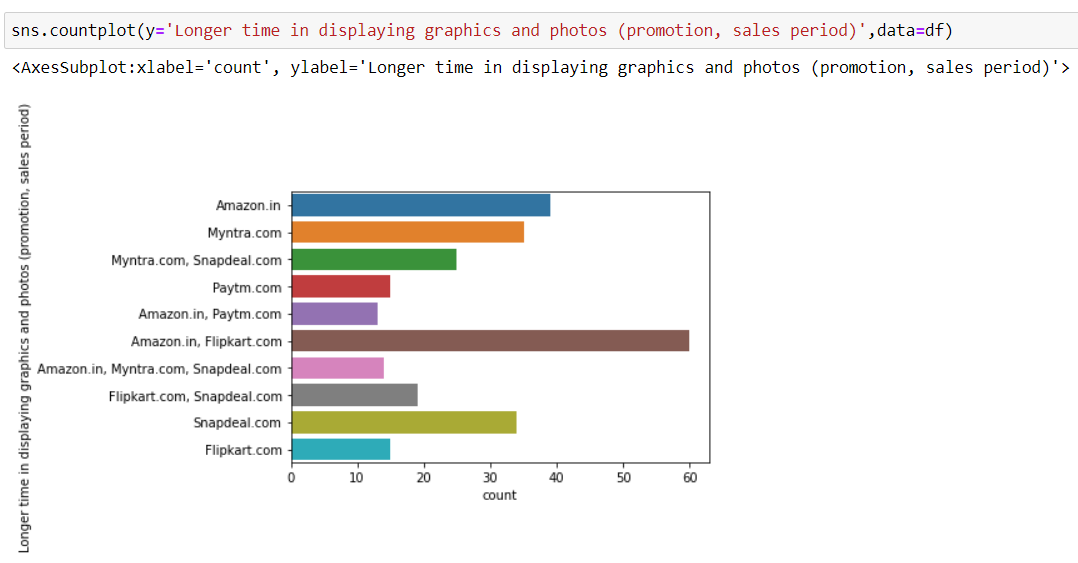 sns.countplot(y='Longer time in displaying graphics and photos (promotion, sales period)',data=df)
<AxesSubplot:xlabel='count', ylabel='Longer time in displaying graphics and photos (promotion, sales period)'>
Longer time in displaying graphics and photos (promotion, sales period)
Amazon.in
Myntra.com
Myntra.com, Snapdeal.com
Paytm.com
Amazon.in, Paytm.com
Amazon.in, Flipkart.com
Amazon.in, Myntra.com, Snapdeal.com
Flipkart.com, Snapdeal.com
Snapdeal.com
Flipkart.com
0 10 20 30 40 50 60
count